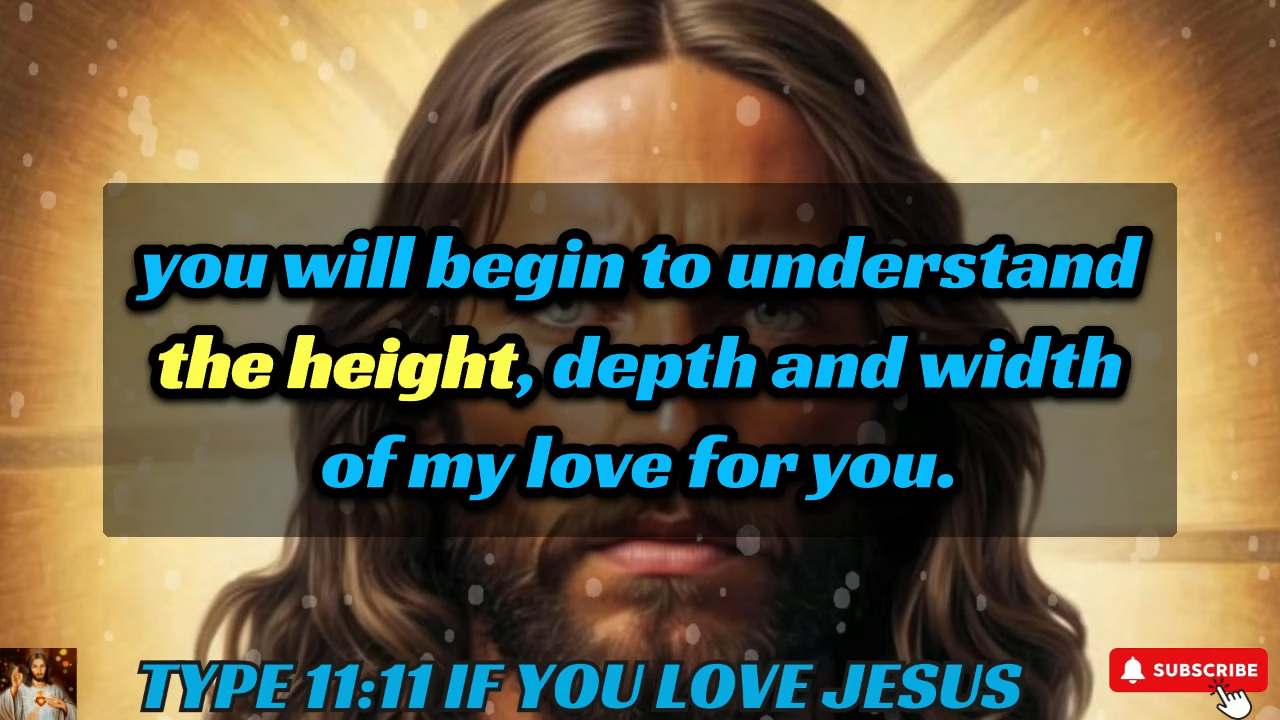 you will begin to understand
the height, depth and width
of my love for you.
TYPE 11:11 IF YOU LOVE JESUS
SUBSCRIBE